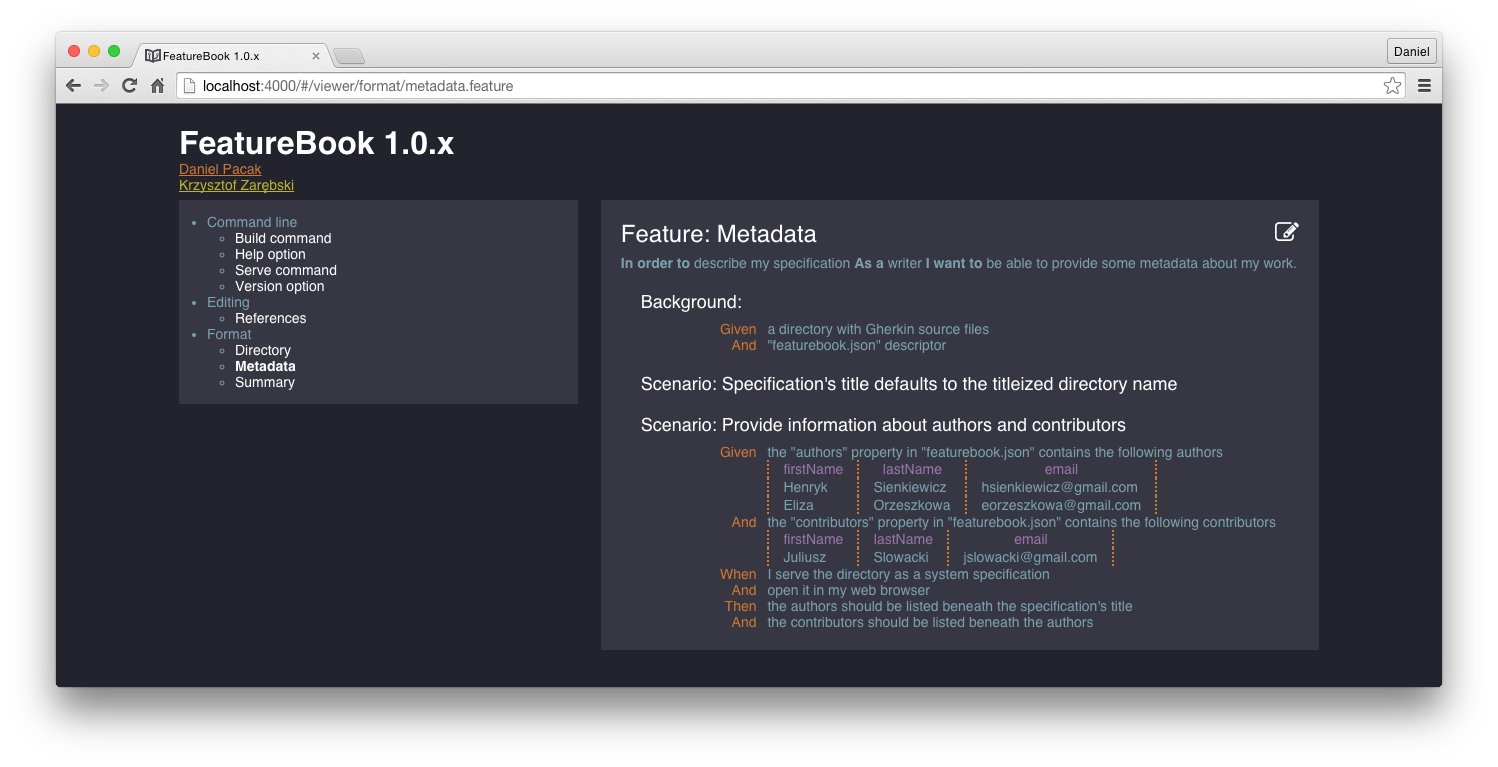 FeatureBook 1.0.x
Daniel
localhost:4000/#/viewer/format/metadata.feature
FeatureBook 1.0.x
Daniel Pacak
Krzysztof Zarębski
Command line
Build command
Help option
Serve command
Version option
Editing
References
Format
Directory
Metadata
Summary
Feature: Metadata
In order to describe my specification As a writer I want to be able to provide some metadata about my work.
Background:
Given a directory with Gherkin source files
And "featurebook.json" descriptor
Scenario: Specification's title defaults to the titleized directory name
Scenario: Provide information about authors and contributors
Given the "authors" property in "featurebook.json" contains the following authors
firstName lastName email
Henryk Sienkiewicz hsienkiewicz@gmail.com
Eliza Orzeszkowa eorzeszkowa@gmail.com
And the "contributors" property in "featurebook.json" contains the following contributors
firstName lastName email
Juliusz Slowacki jslowacki@gmail.com
When I serve the directory as a system specification
And open it in my web browser
Then the authors should be listed beneath the specification's title
And the contributors should be listed beneath the authors